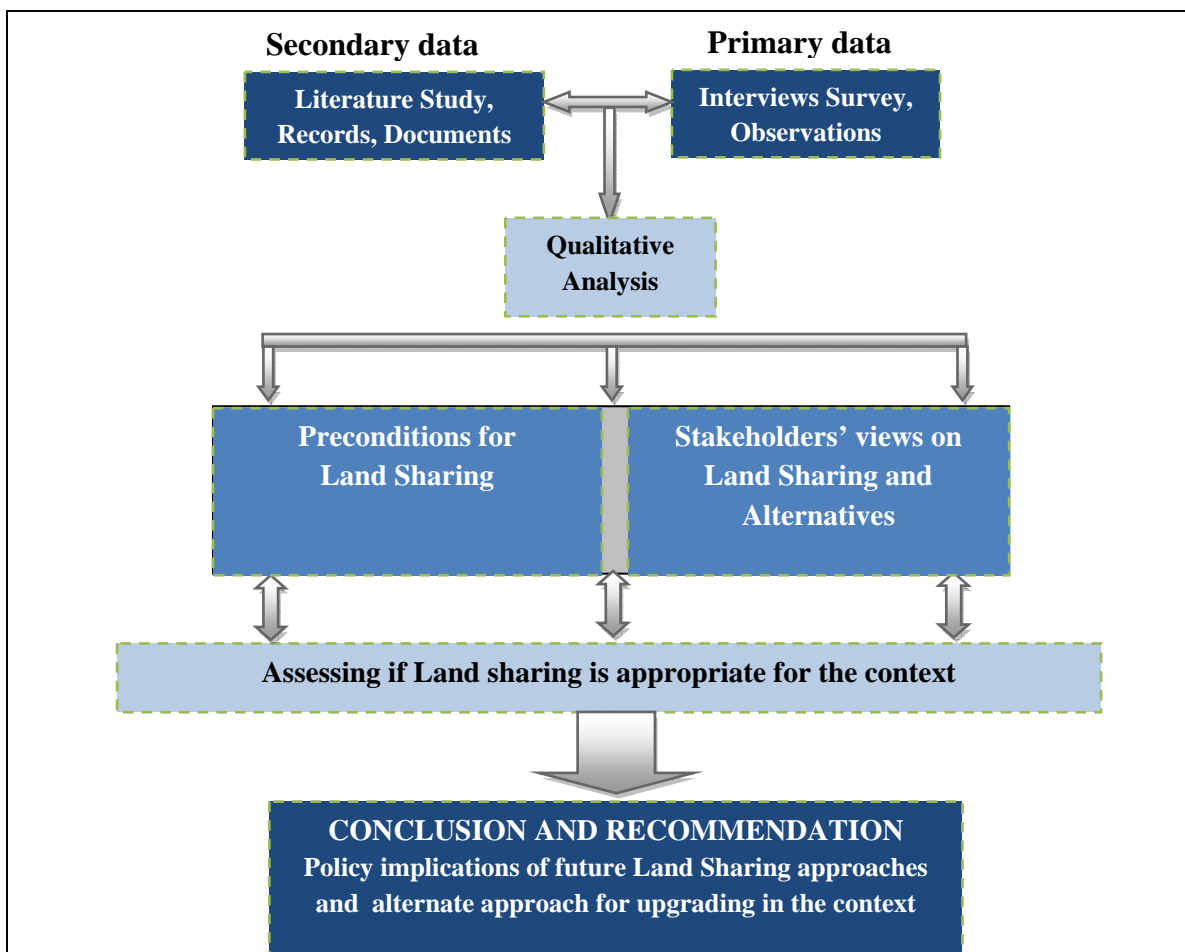 Secondary data
Primary data
Literature Study,
Records, Documents
Interviews Survey,
Observations
Qualitative
Analysis
Preconditions for
Land Sharing
Stakeholders’ views on
Land Sharing and
Alternatives
Assessing if Land sharing is appropriate for the context
CONCLUSION AND RECOMMENDATION
Policy implications of future Land Sharing approaches
and alternate approach for upgrading in the context